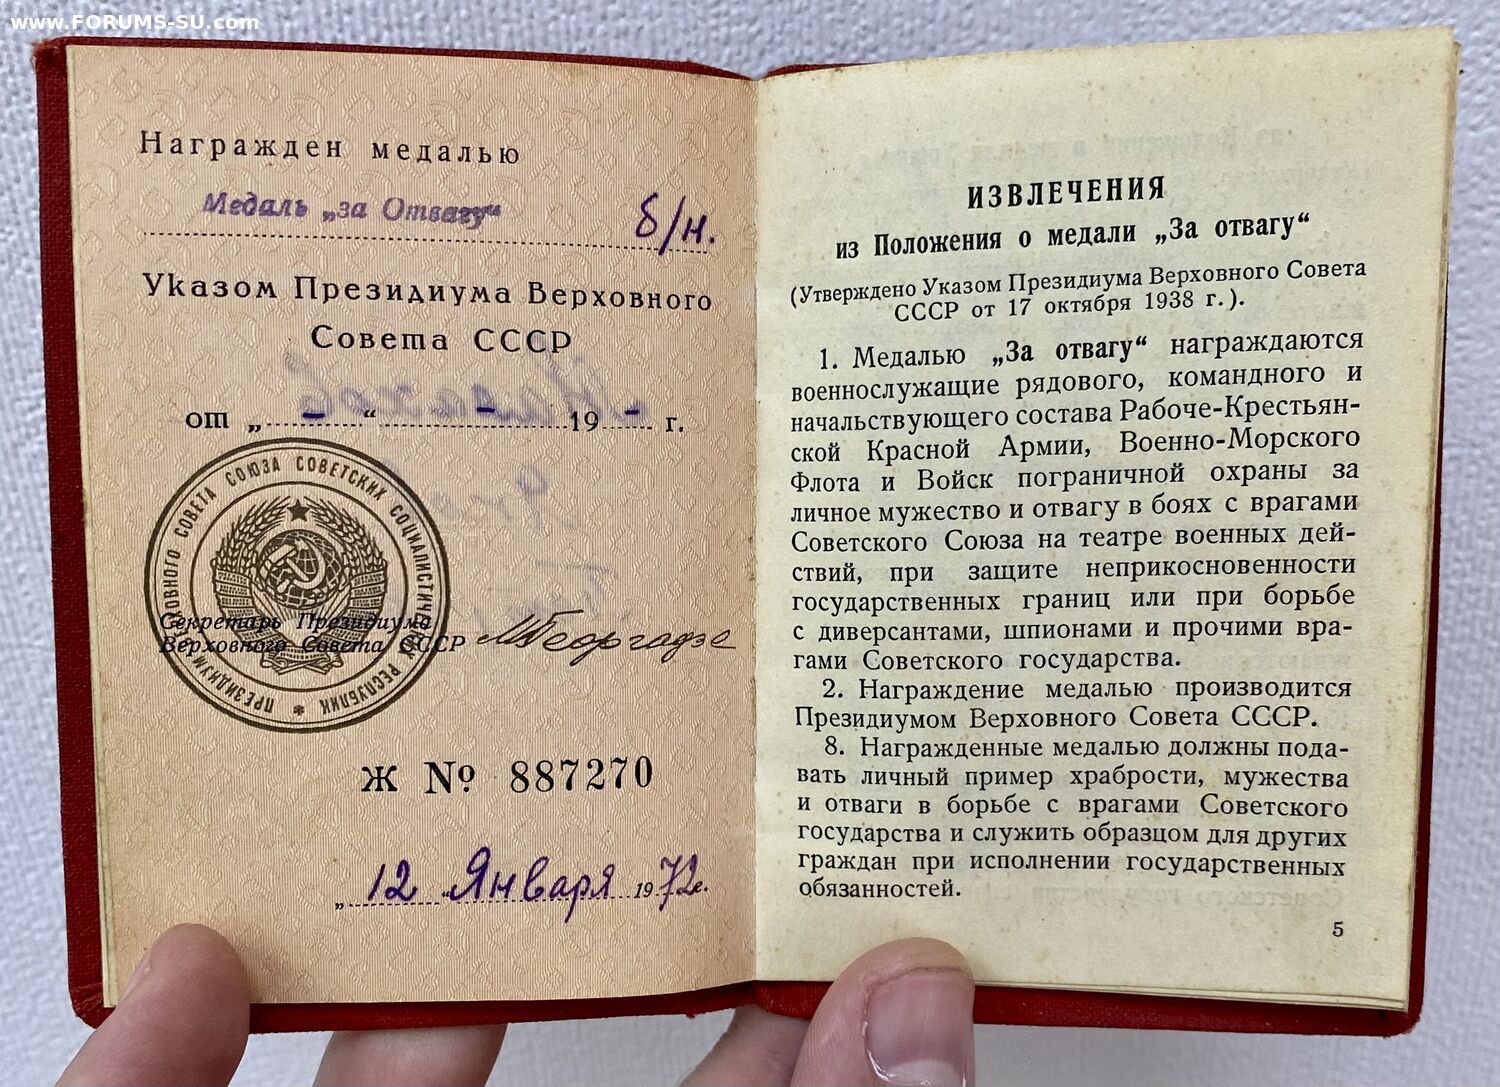 www.FORUMS-SU.com
Награжден медалью
Медаль „за Отвагу“ б/н.
Указом Президиума Верховного
Совета СССР
от „ - “ - 19 - г.
ПРЕЗИДИУМ ВЕРХОВНОГО СОВЕТА СОЮЗА СОВЕТСКИХ СОЦИАЛИСТИЧЕСКИХ РЕСПУБЛИК *
Секретарь Президиума
Верховного Совета СССР МГеоргадзе
Ж № 887270
„12“ Января 1972г.
ИЗВЛЕЧЕНИЯ
из Положения о медали „За отвагу“
(Утверждено Указом Президиума Верховного Совета
СССР от 17 октября 1938 г.).
1. Медалью „За отвагу“ награждаются
военнослужащие рядового, командного и
начальствующего состава Рабоче-Крестьян-
ской Красной Армии, Военно-Морского
Флота и Войск пограничной охраны за
личное мужество и отвагу в боях с врагами
Советского Союза на театре военных дей-
ствий, при защите неприкосновенности
государственных границ или при борьбе
с диверсантами, шпионами и прочими вра-
гами Советского государства.
2. Награждение медалью производится
Президиумом Верховного Совета СССР.
8. Награжденные медалью должны пода-
вать личный пример храбрости, мужества
и отваги в борьбе с врагами Советского
государства и служить образцом для других
граждан при исполнении государственных
обязанностей.
5